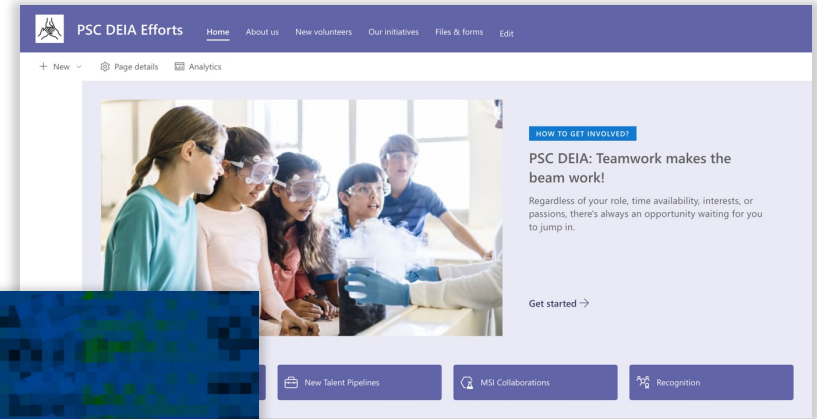 PSC DEIA Efforts
Home About us New volunteers Our initiatives Files & forms Edit
+ New Page details Analytics
HOW TO GET INVOLVED?
PSC DEIA: Teamwork makes the
beam work!
Regardless of your role, time availability, interests, or
passions, there's always an opportunity waiting for you
to jump in.
Get started →
New Talent Pipelines MSI Collaborations Recognition